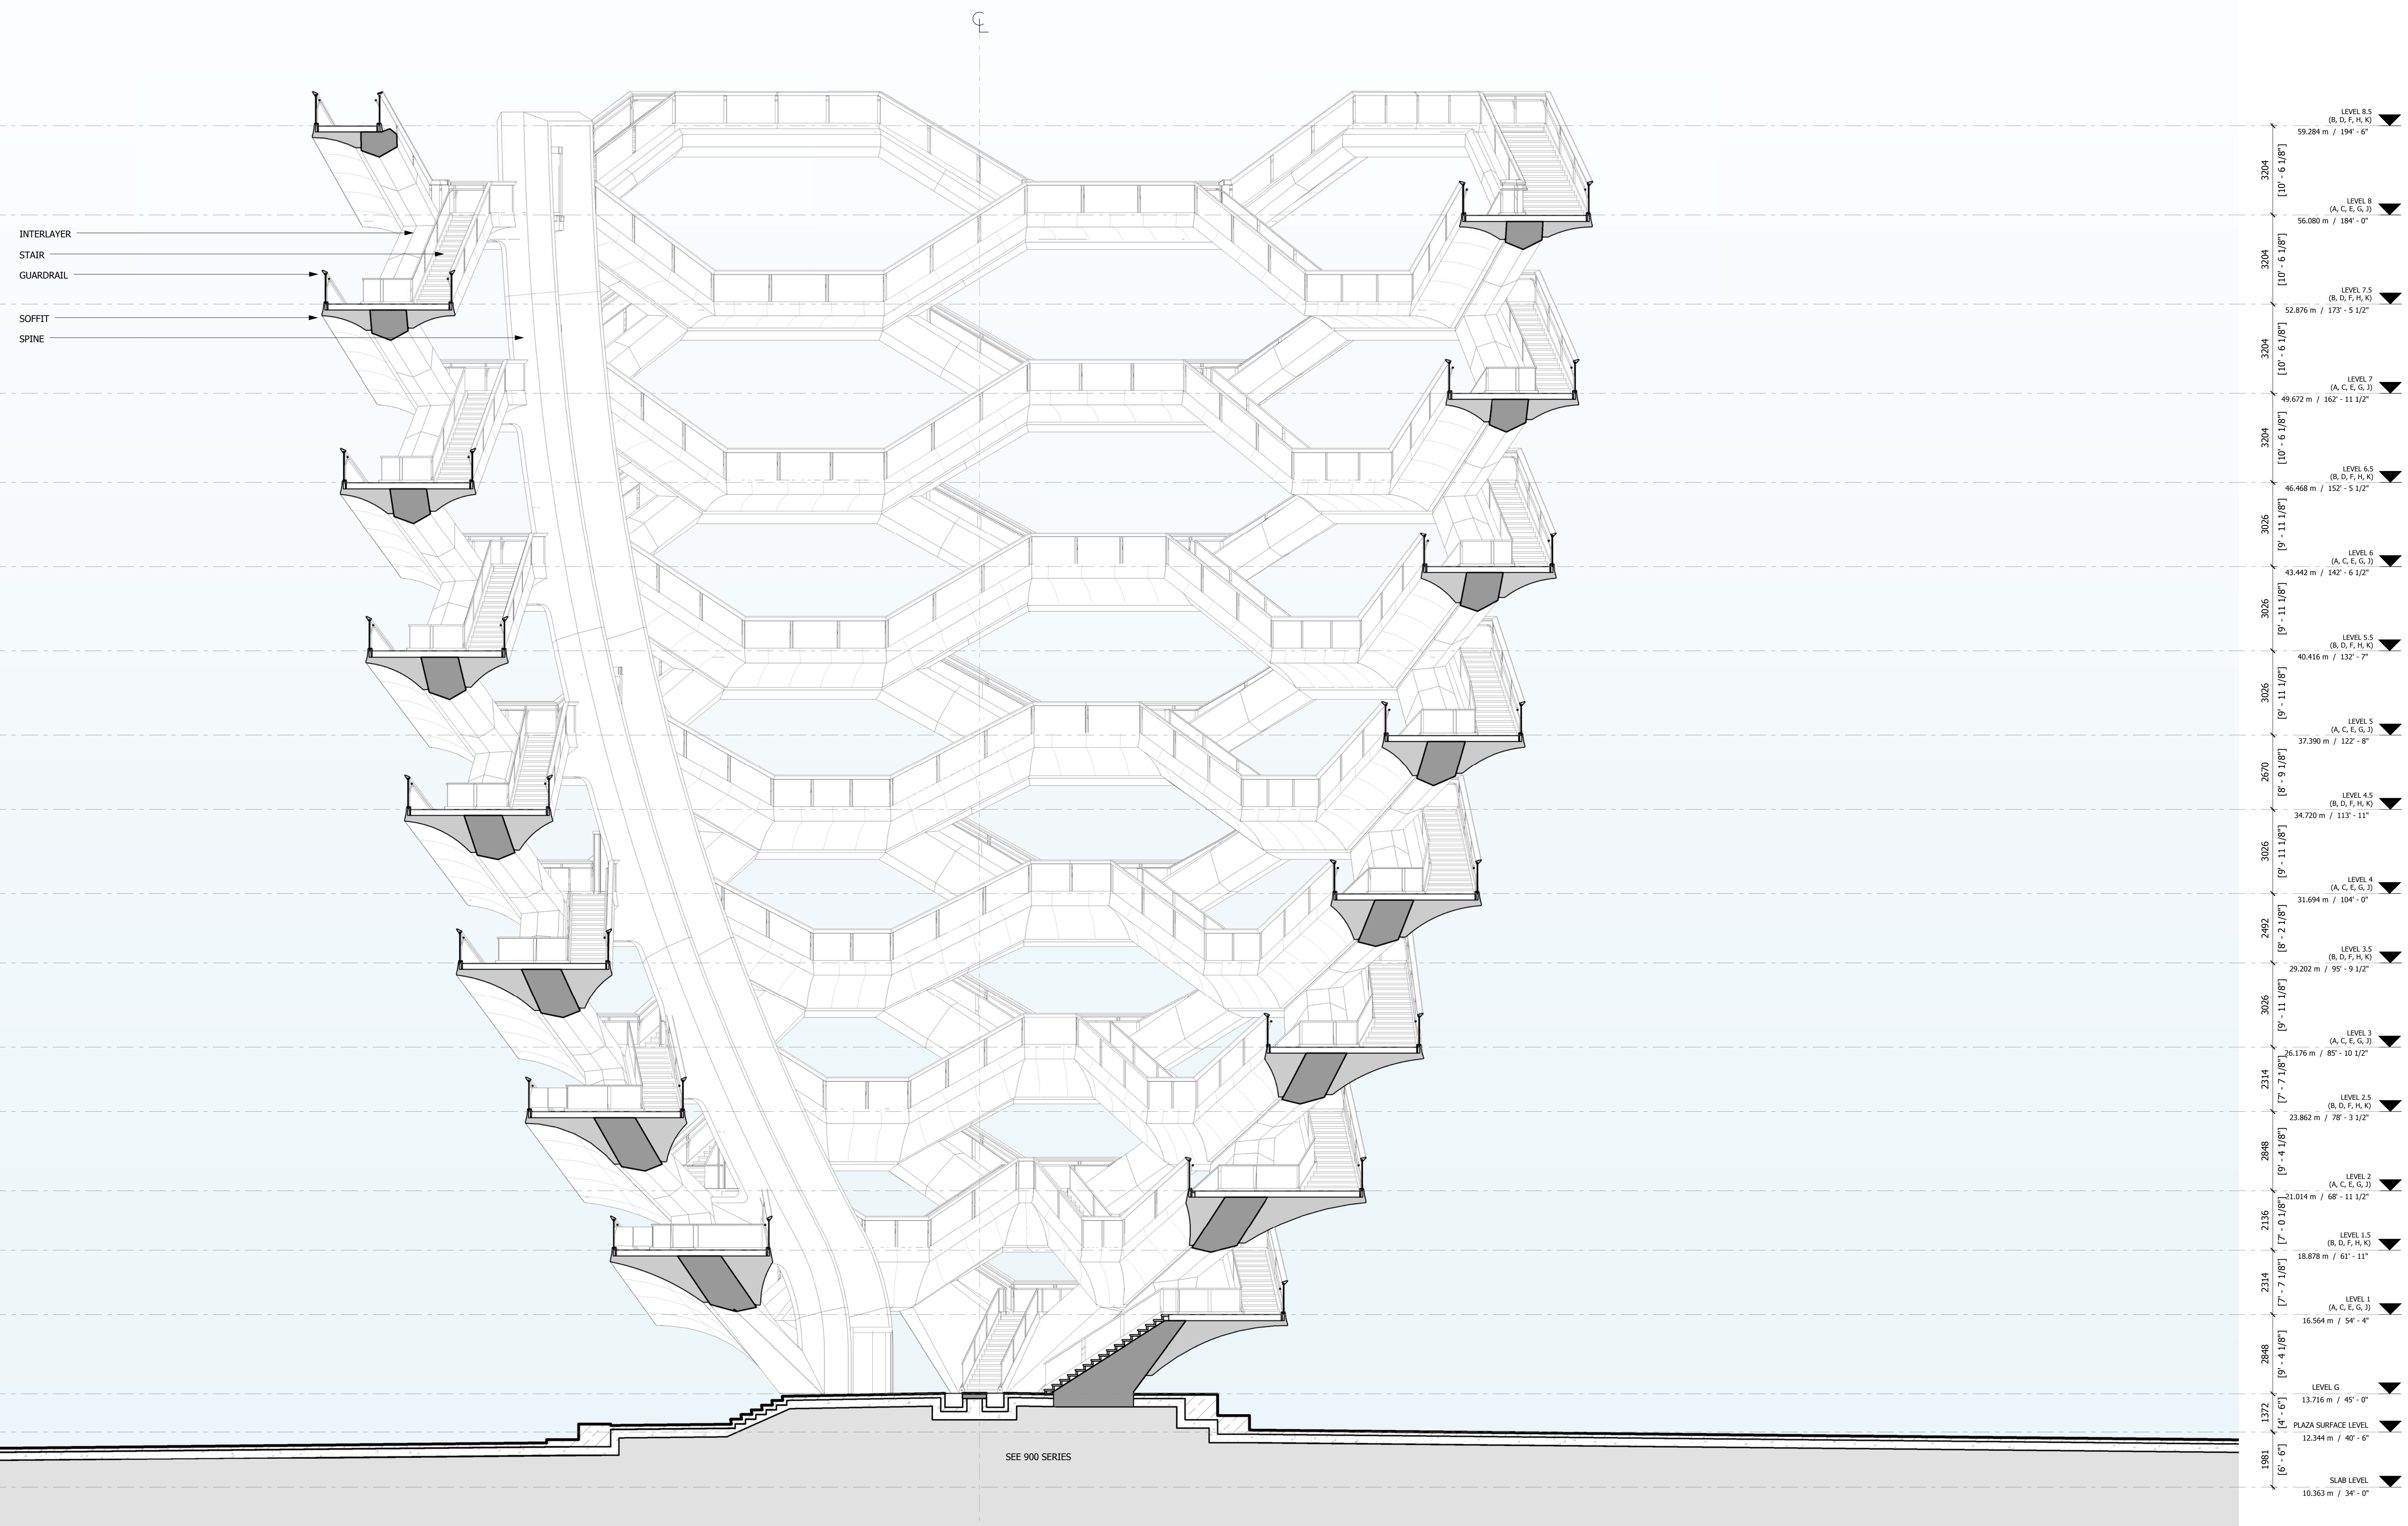 ℄
INTERLAYER
STAIR
GUARDRAIL
SOFFIT
SPINE
SEE 900 SERIES
LEVEL 8.5
(B, D, F, H, K)
59.284 m / 194' - 6"
3204
[10' - 6 1/8"]
LEVEL 8
(A, C, E, G, J)
56.080 m / 184' - 0"
3204
[10' - 6 1/8"]
LEVEL 7.5
(B, D, F, H, K)
52.876 m / 173' - 5 1/2"
3204
[10' - 6 1/8"]
LEVEL 7
(A, C, E, G, J)
49.672 m / 162' - 11 1/2"
3204
[10' - 6 1/8"]
LEVEL 6.5
(B, D, F, H, K)
46.468 m / 152' - 5 1/2"
3026
[9' - 11 1/8"]
LEVEL 6
(A, C, E, G, J)
43.442 m / 142' - 6 1/2"
3026
[9' - 11 1/8"]
LEVEL 5.5
(B, D, F, H, K)
40.416 m / 132' - 7"
3026
[9' - 11 1/8"]
LEVEL 5
(A, C, E, G, J)
37.390 m / 122' - 8"
2670
[8' - 9 1/8"]
LEVEL 4.5
(B, D, F, H, K)
34.720 m / 113' - 11"
3026
[9' - 11 1/8"]
LEVEL 4
(A, C, E, G, J)
31.694 m / 104' - 0"
2492
[8' - 2 1/8"]
LEVEL 3.5
(B, D, F, H, K)
29.202 m / 95' - 9 1/2"
3026
[9' - 11 1/8"]
LEVEL 3
(A, C, E, G, J)
26.176 m / 85' - 10 1/2"
2314
[7' - 7 1/8"]
LEVEL 2.5
(B, D, F, H, K)
23.862 m / 78' - 3 1/2"
2848
[9' - 4 1/8"]
LEVEL 2
(A, C, E, G, J)
21.014 m / 68' - 11 1/2"
2136
[7' - 0 1/8"]
LEVEL 1.5
(B, D, F, H, K)
18.878 m / 61' - 11"
2314
[7' - 7 1/8"]
LEVEL 1
(A, C, E, G, J)
16.564 m / 54' - 4"
2848
[9' - 4 1/8"]
LEVEL G
13.716 m / 45' - 0"
1372
[4' - 6"]
PLAZA SURFACE LEVEL
12.344 m / 40' - 6"
1981
[6' - 6"]
SLAB LEVEL
10.363 m / 34' - 0"